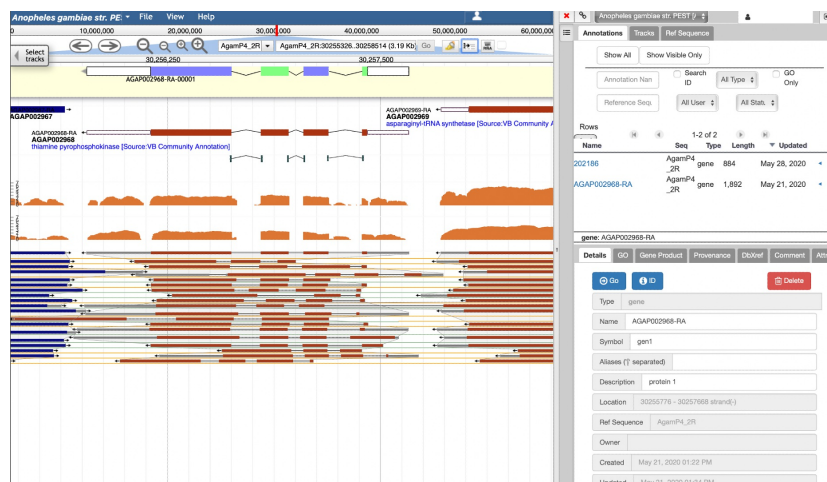 Anopheles gambiae str. PE
File View Help
0 10,000,000 20,000,000 30,000,000 40,000,000 50,000,000 60,000,000
Select tracks
AgamP4_2R AgamP4_2R:30255326..30258514 (3.19 Kb) Go
30,256,250 30,257,500
AGAP002968-RA-00001
AGAP002967
AGAP002969-RA
AGAP002969
asparaginyl-tRNA synthetase [Source:VB Community A
AGAP002968-RA
AGAP002968
thiamine pyrophosphokinase [Source:VB Community Annotation]
Anopheles gambiae str. PEST [
Annotations Tracks Ref Sequence
Show All Show Visible Only
Annotation Nan Search ID All Type GO Only
Reference Sequ. All User All Stat
Rows
1-2 of 2
Name Seq Type Length Updated
202186 AgamP4_2R gene 884 May 28, 2020
AGAP002968-RA AgamP4_2R gene 1,892 May 21, 2020
gene: AGAP002968-RA
Details GO Gene Product Provenance DbXref Comment Attr
Go ID Delete
Type gene
Name AGAP002968-RA
Symbol gen1
Aliases ('|' separated)
Description protein 1
Location 30255776 - 30257668 strand(-)
Ref Sequence AgamP4_2R
Owner
Created May 21, 2020 01:22 PM